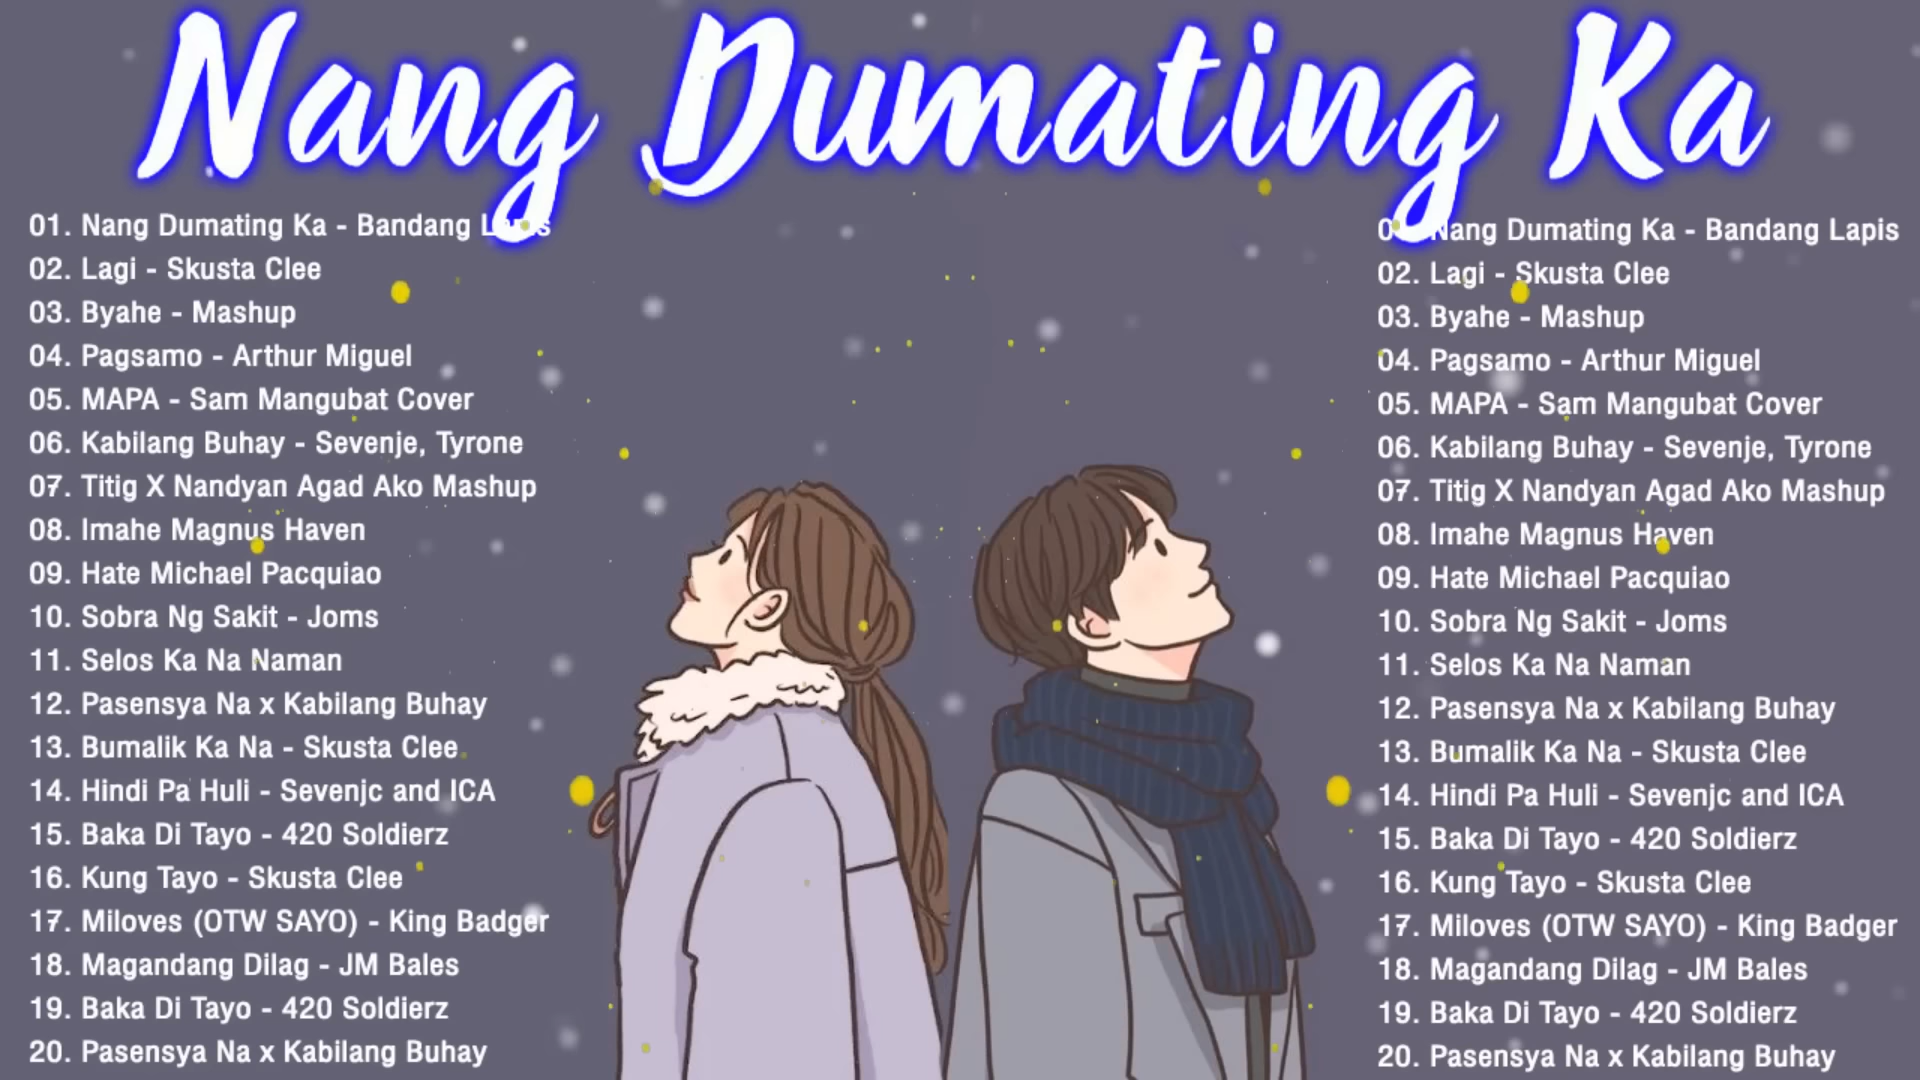 Nang Dumating Ka
01. Nang Dumating Ka - Bandang Lapis
02. Lagi - Skusta Clee
03. Byahe - Mashup
04. Pagsamo - Arthur Miguel
05. MAPA - Sam Mangubat Cover
06. Kabilang Buhay - Sevenje, Tyrone
07. Titig X Nandyan Agad Ako Mashup
08. Imahe Magnus Haven
09. Hate Michael Pacquiao
10. Sobra Ng Sakit - Joms
11. Selos Ka Na Naman
12. Pasensya Na x Kabilang Buhay
13. Bumalik Ka Na - Skusta Clee
14. Hindi Pa Huli - Sevenjc and ICA
15. Baka Di Tayo - 420 Soldierz
16. Kung Tayo - Skusta Clee
17. Miloves (OTW SAYO) - King Badger
18. Magandang Dilag - JM Bales
19. Baka Di Tayo - 420 Soldierz
20. Pasensya Na x Kabilang Buhay
01. Nang Dumating Ka - Bandang Lapis
02. Lagi - Skusta Clee
03. Byahe - Mashup
04. Pagsamo - Arthur Miguel
05. MAPA - Sam Mangubat Cover
06. Kabilang Buhay - Sevenje, Tyrone
07. Titig X Nandyan Agad Ako Mashup
08. Imahe Magnus Haven
09. Hate Michael Pacquiao
10. Sobra Ng Sakit - Joms
11. Selos Ka Na Naman
12. Pasensya Na x Kabilang Buhay
13. Bumalik Ka Na - Skusta Clee
14. Hindi Pa Huli - Sevenjc and ICA
15. Baka Di Tayo - 420 Soldierz
16. Kung Tayo - Skusta Clee
17. Miloves (OTW SAYO) - King Badger
18. Magandang Dilag - JM Bales
19. Baka Di Tayo - 420 Soldierz
20. Pasensya Na x Kabilang Buhay